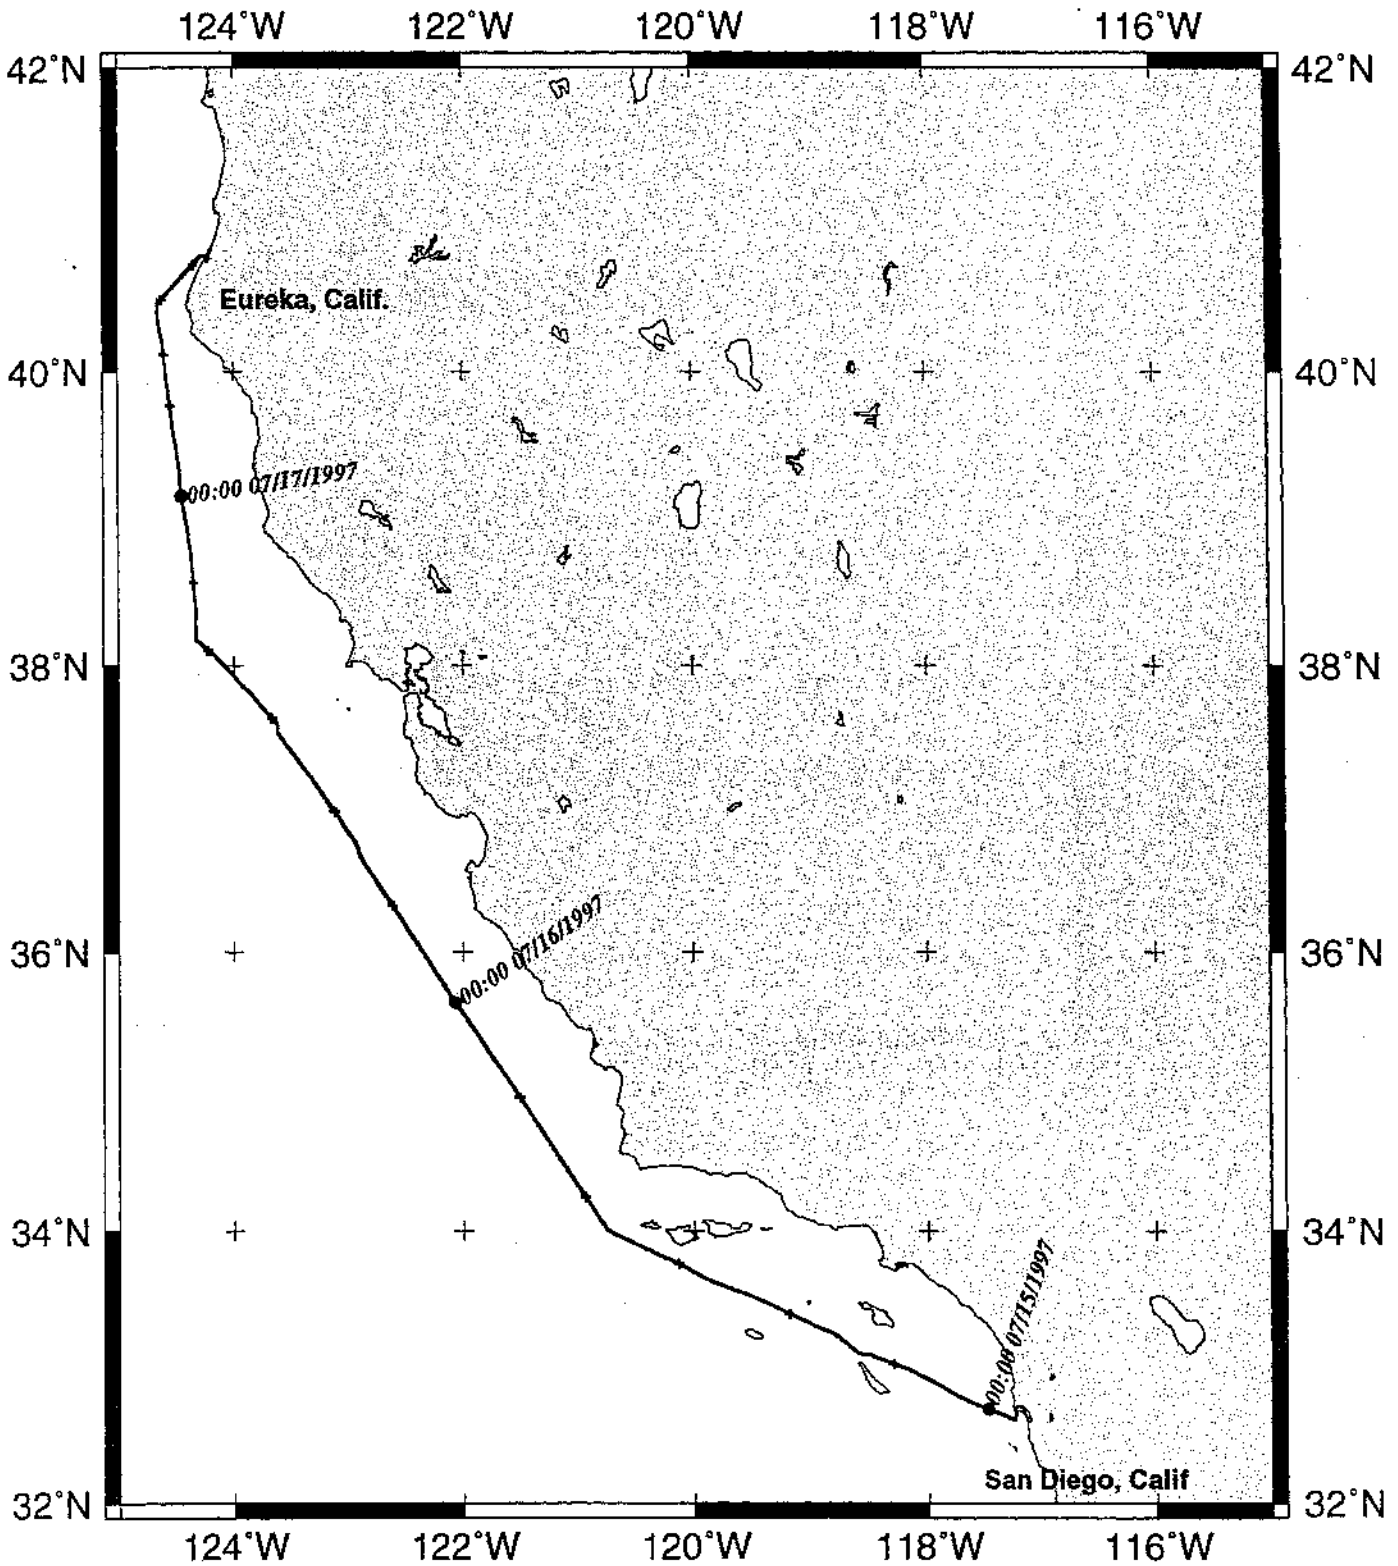 124°W 122°W 120°W 118°W 116°W
42°N 42°N
Eureka, Calif.
40°N 40°N
00:00 07/17/1997
38°N 38°N
00:00 07/16/1997
36°N 36°N
34°N 34°N
00:00 07/15/1997
San Diego, Calif
32°N 32°N
124°W 122°W 120°W 118°W 116°W